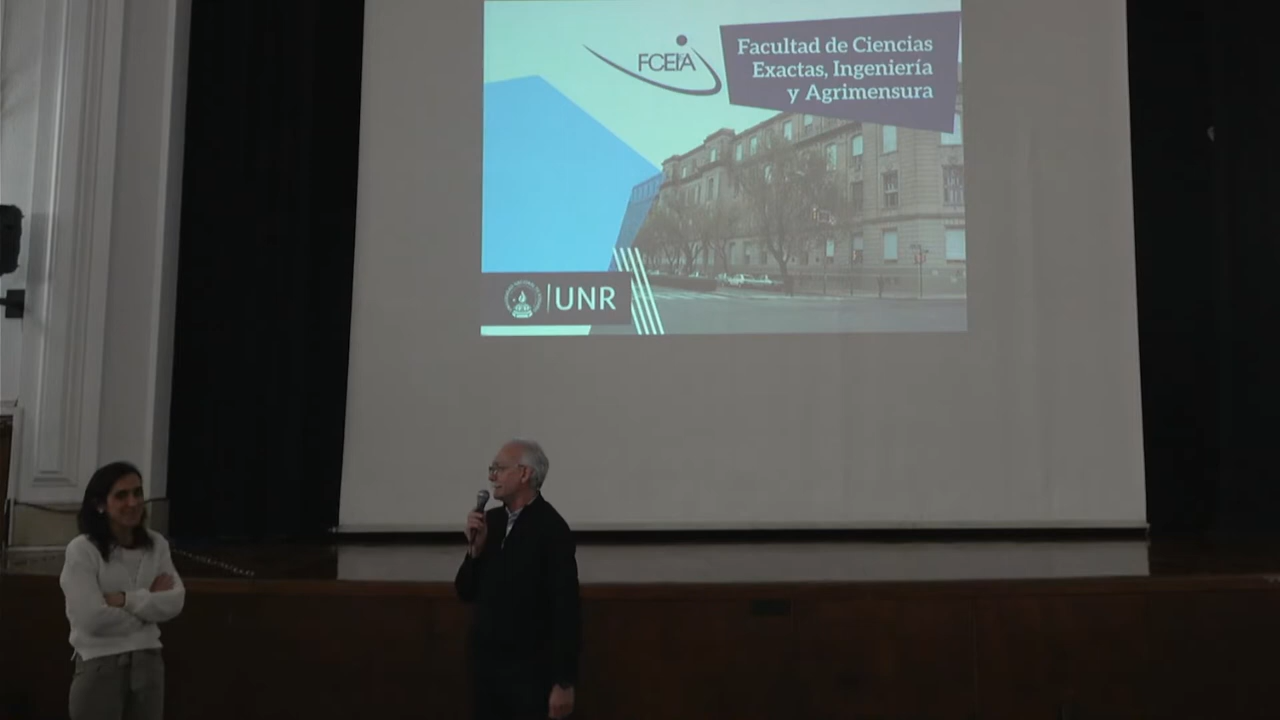 FCEIA
Facultad de Ciencias
Exactas, Ingeniería
y Agrimensura
UNR